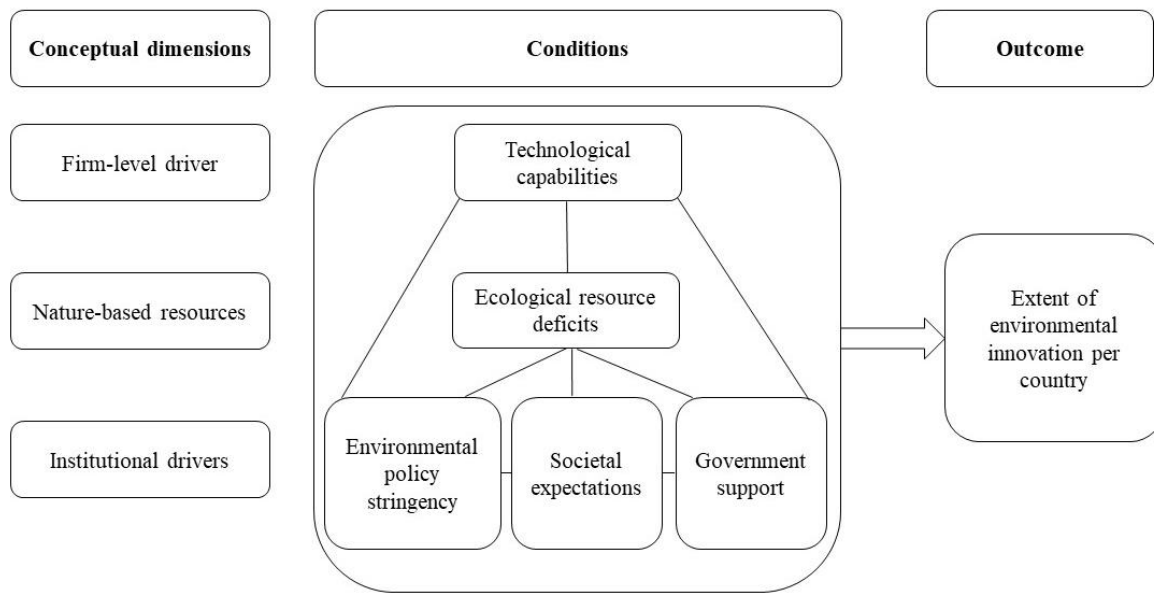 Conceptual dimensions
Conditions
Outcome
Firm-level driver
Technological
capabilities
Nature-based resources
Ecological resource
deficits
Extent of
environmental
innovation per
country
Institutional drivers
Environmental
policy
stringency
Societal
expectations
Government
support